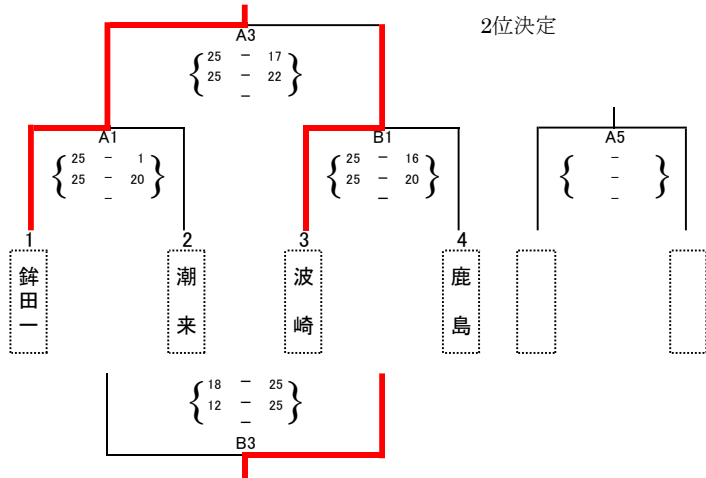 2位決定
A3
{ 25 − 17 }
{ 25 − 22 }
−
A1
B1
A5
{ 25 − 1 }
{ 25 − 20 }
−
{ 25 − 16 }
{ 25 − 20 }
−
{ − }
−
−
1
2
3
4
鉾田一
潮来
波崎
鹿島
{ 18 − 25 }
{ 12 − 25 }
−
B3